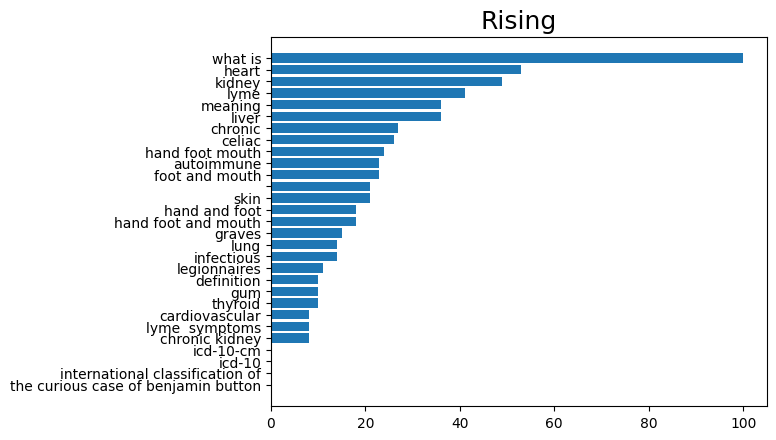 Rising
what is
heart
kidney
lyme
meaning
liver
chronic
celiac
hand foot mouth
autoimmune
foot and mouth
skin
hand and foot
hand foot and mouth
graves
lung
infectious
legionnaires
definition
gum
thyroid
cardiovascular
lyme  symptoms
chronic kidney
icd-10-cm
icd-10
international classification of
the curious case of benjamin button
0 20 40 60 80 100